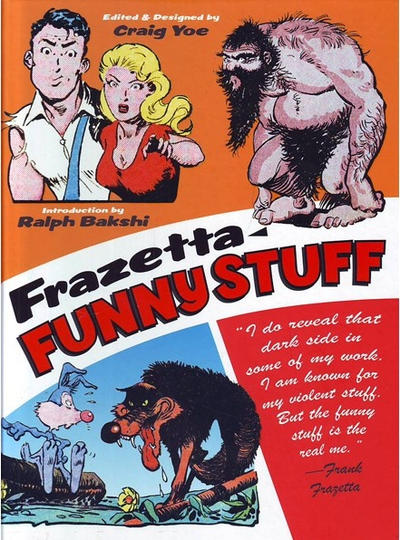 Edited & Designed by
Craig Yoe
Introduction by
Ralph Bakshi
Frazetta
FUNNY STUFF
"I do reveal that
dark side in
some of my work.
I am known for
my violent stuff.
But the funny
stuff is the
real me."
—Frank
Frazetta